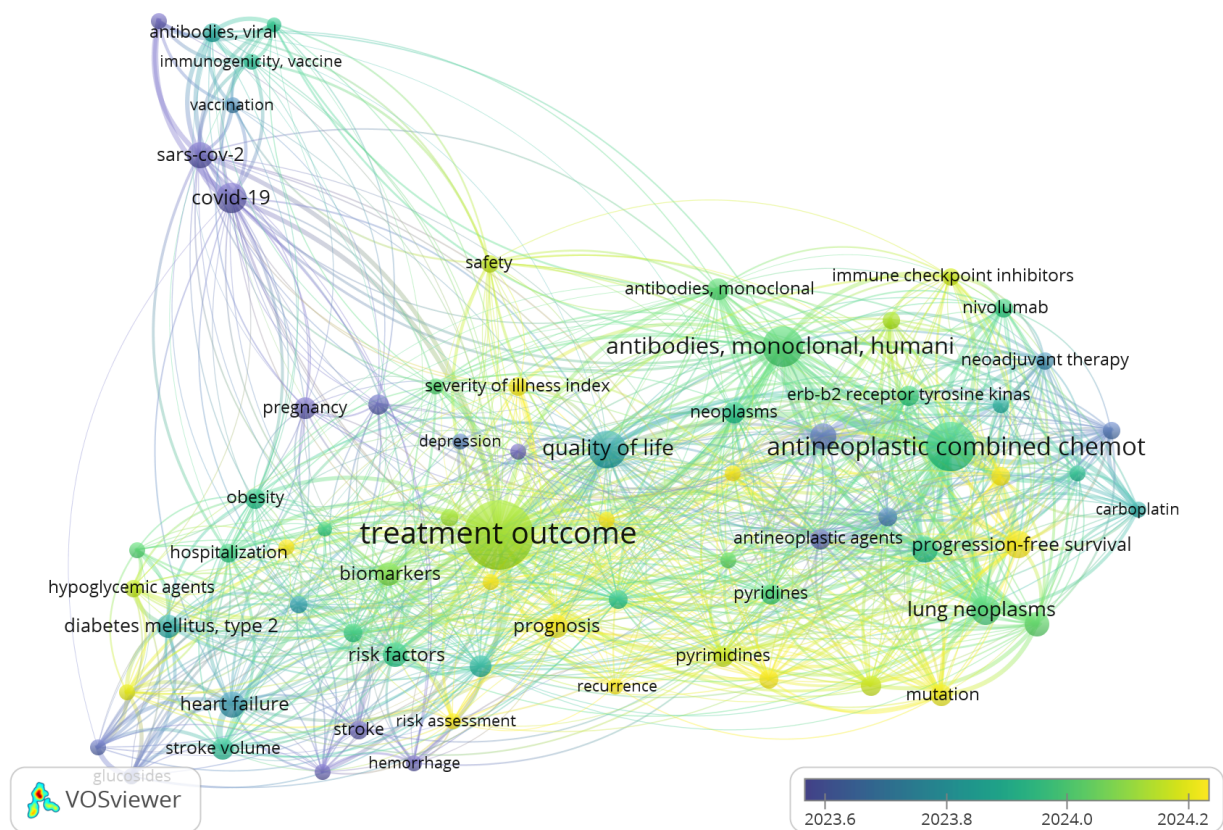 antibodies, viral
immunogenicity, vaccine
vaccination
sars-cov-2
covid-19
safety
antibodies, monoclonal
immune checkpoint inhibitors
nivolumab
antibodies, monoclonal, humani
neoadjuvant therapy
severity of illness index
erb-b2 receptor tyrosine kinas
pregnancy
neoplasms
depression
quality of life
antineoplastic combined chemot
obesity
carboplatin
treatment outcome
antineoplastic agents
progression-free survival
hospitalization
biomarkers
hypoglycemic agents
pyridines
lung neoplasms
diabetes mellitus, type 2
prognosis
risk factors
pyrimidines
recurrence
mutation
heart failure
risk assessment
stroke
stroke volume
hemorrhage
glucosides
VOSviewer
2023.6 2023.8 2024.0 2024.2